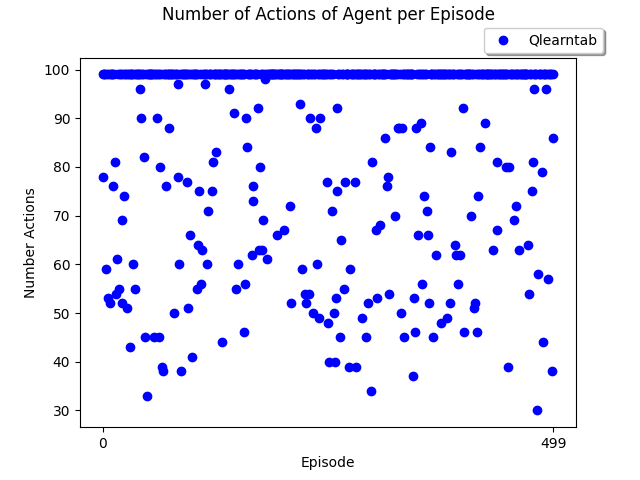 Number of Actions of Agent per Episode
Qlearntab
100
90
80
70
60
50
40
30
Number Actions
0
499
Episode